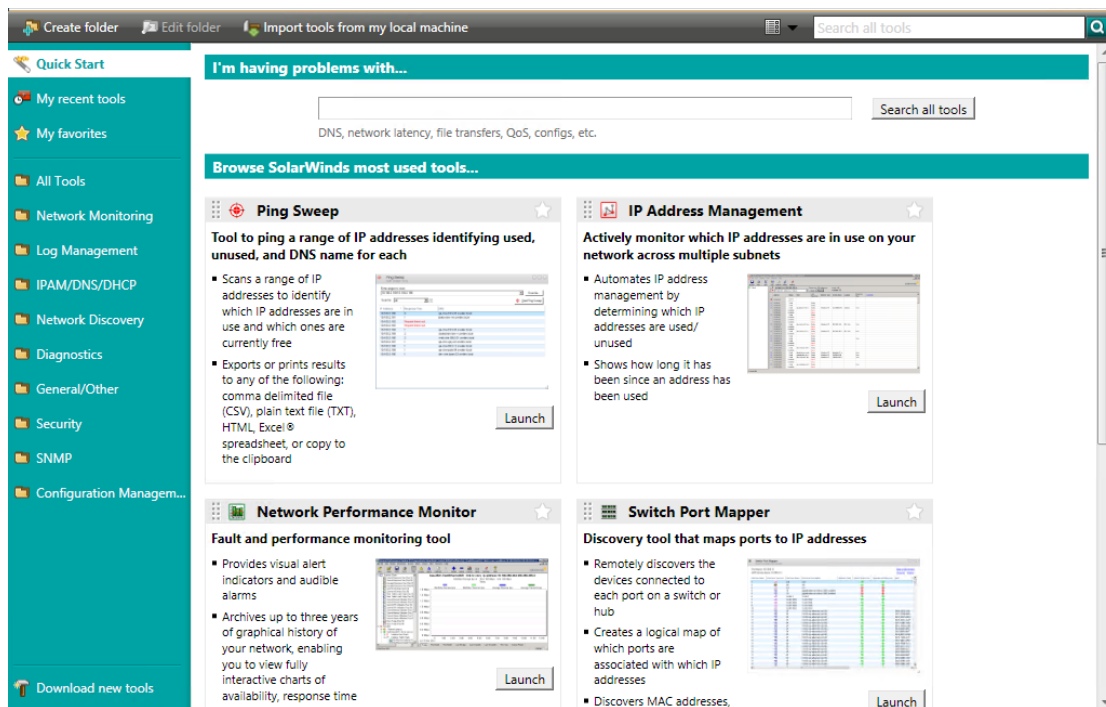 Create folder
Edit folder
Import tools from my local machine
Search all tools
Quick Start
My recent tools
My favorites
All Tools
Network Monitoring
Log Management
IPAM/DNS/DHCP
Network Discovery
Diagnostics
General/Other
Security
SNMP
Configuration Managem...
Download new tools
I'm having problems with...
Search all tools
DNS, network latency, file transfers, QoS, configs, etc.
Browse SolarWinds most used tools...
Ping Sweep
Tool to ping a range of IP addresses identifying used,
unused, and DNS name for each
▪ Scans a range of IP
addresses to identify
which IP addresses are in
use and which ones are
currently free
▪ Exports or prints results
to any of the following:
comma delimited file
(CSV), plain text file (TXT),
HTML, Excel®
spreadsheet, or copy to
the clipboard
Launch
IP Address Management
Actively monitor which IP addresses are in use on your
network across multiple subnets
▪ Automates IP address
management by
determining which IP
addresses are used/
unused
▪ Shows how long it has
been since an address has
been used
Launch
Network Performance Monitor
Fault and performance monitoring tool
▪ Provides visual alert
indicators and audible
alarms
▪ Archives up to three years
of graphical history of
your network, enabling
you to view fully
interactive charts of
availability, response time
Launch
Switch Port Mapper
Discovery tool that maps ports to IP addresses
▪ Remotely discovers the
devices connected to
each port on a switch or
hub
▪ Creates a logical map of
which ports are
associated with which IP
addresses
▪ Discovers MAC addresses,
Launch